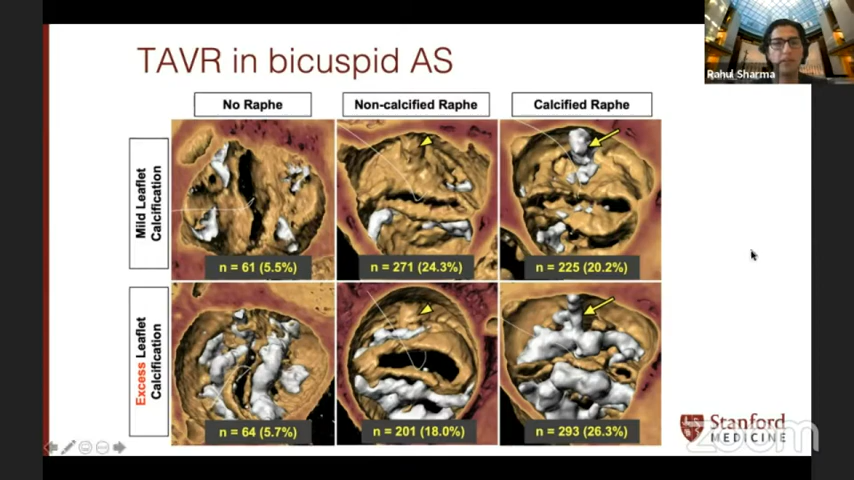 TAVR in bicuspid AS
Rahul Sharma
No Raphe
Non-calcified Raphe
Calcified Raphe
Mild Leaflet
Calcification
n = 61 (5.5%)
n = 271 (24.3%)
n = 225 (20.2%)
Excess Leaflet
Calcification
n = 64 (5.7%)
n = 201 (18.0%)
n = 293 (26.3%)
Stanford
MEDICINE
zoom